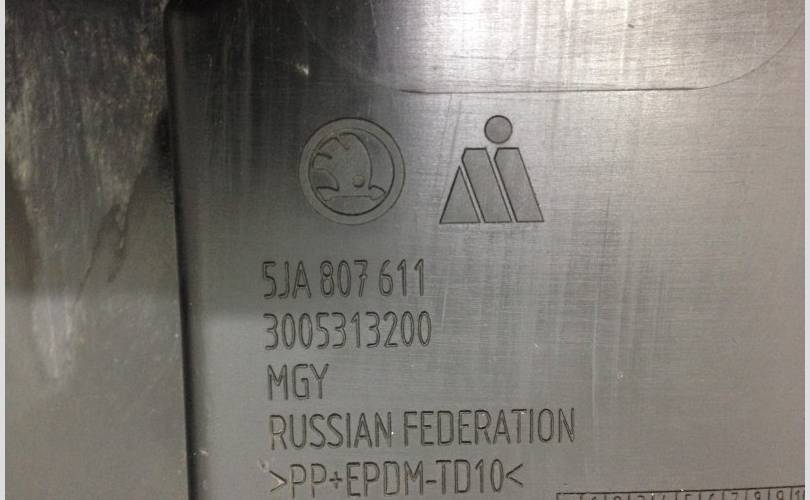 5JA 807 611
3005313200
MGY
RUSSIAN FEDERATION
>PP+EPDM-TD10<